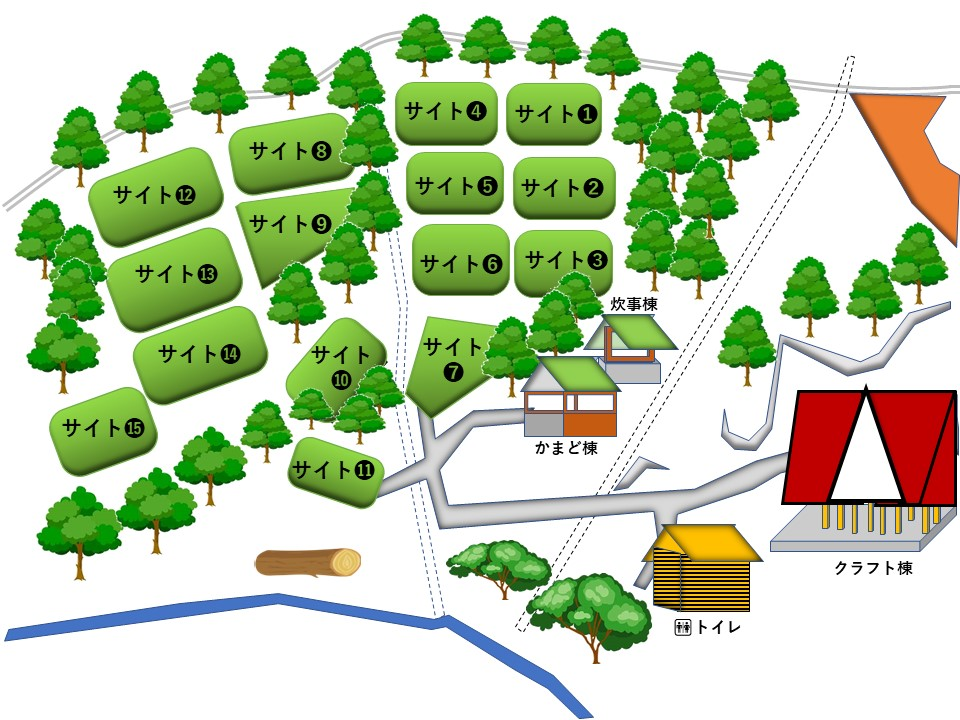 サイト❹
サイト❶
サイト❽
サイト❺
サイト❷
サイト⓬
サイト❾
サイト❻
サイト❸
サイト⓭
炊事棟
サイト⓮
サイト
❿
サイト
❼
サイト⓯
かまど棟
サイト⓫
クラフト棟
🚻トイレ